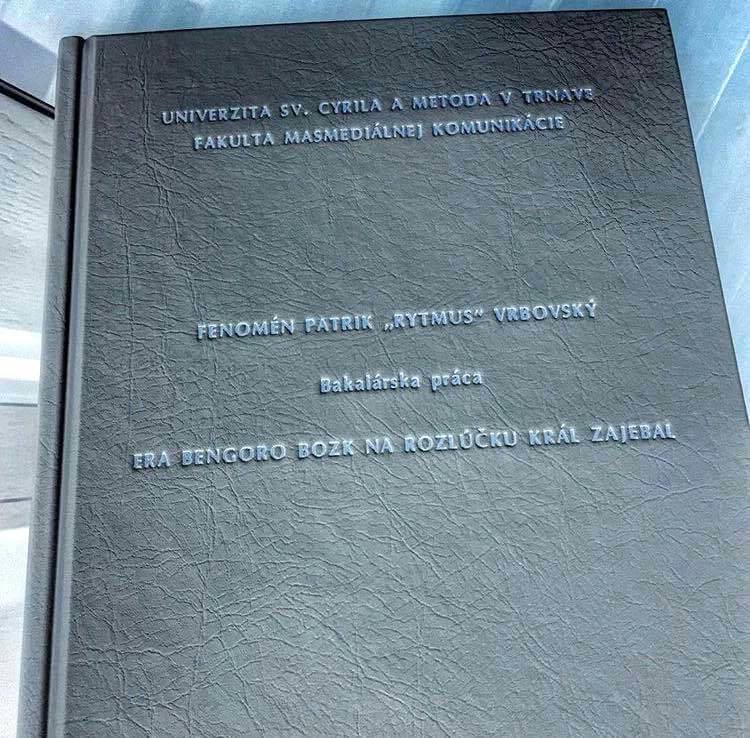 UNIVERZITA SV. CYRILA A METODA V TRNAVE
FAKULTA MASMEDIÁLNEJ KOMUNIKÁCIE
FENOMÉN PATRIK „RYTMUS“ VRBOVSKÝ
Bakalárska práca
ERA BENGORO BOZK NA ROZLÚČKU KRÁL ZAJEBAL